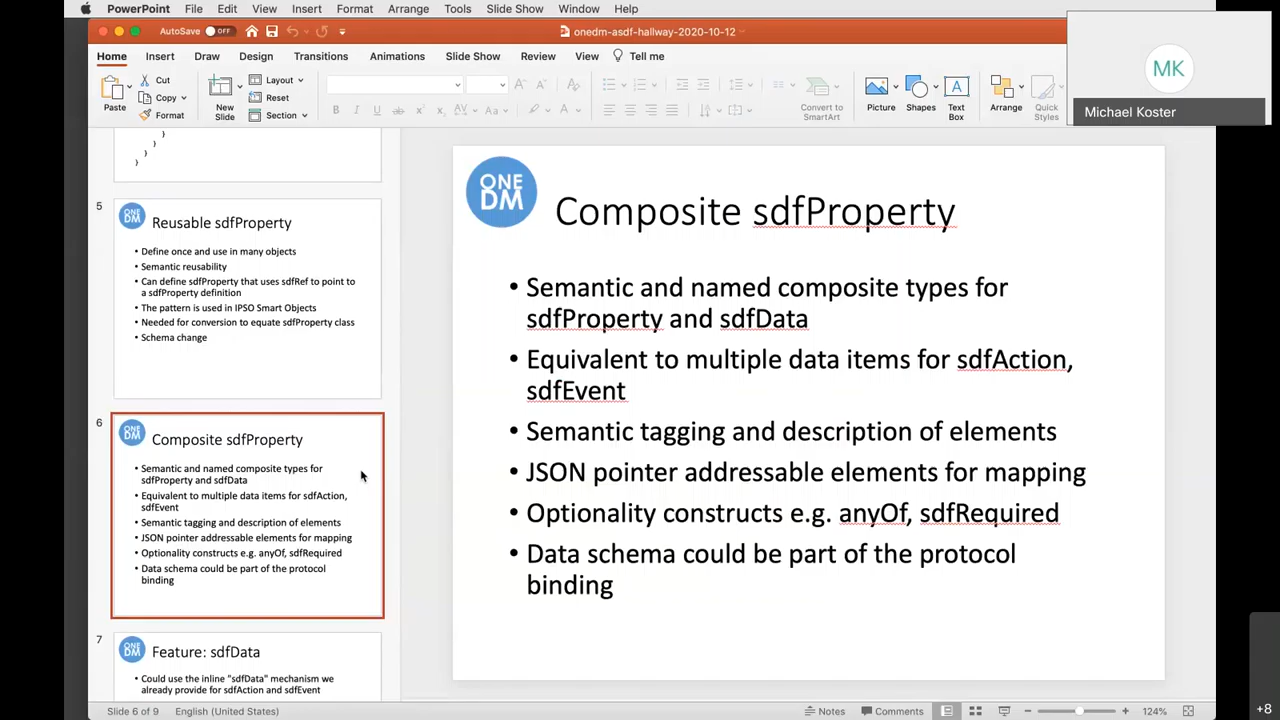 PowerPoint File Edit View Insert Format Arrange Tools Slide Show Window Help
AutoSave OFF
onedm-asdf-hallway-2020-10-12
Home Insert Draw Design Transitions Animations Slide Show Review View Tell me
Paste
Cut
Copy
Format
New
Slide
Layout
Reset
Section
Convert to
SmartArt
Picture
Shapes
Text
Box
Arrange
Quick
Styles
MK
Michael Koster
}
}
}
}
5
ONE
DM
Reusable sdfProperty
• Define once and use in many objects
• Semantic reusability
• Can define sdfProperty that uses sdfRef to point to
a sdfProperty definition
• The pattern is used in IPSO Smart Objects
• Needed for conversion to equate sdfProperty class
• Schema change
6
ONE
DM
Composite sdfProperty
• Semantic and named composite types for
sdfProperty and sdfData
• Equivalent to multiple data items for sdfAction,
sdfEvent
• Semantic tagging and description of elements
• JSON pointer addressable elements for mapping
• Optionality constructs e.g. anyOf, sdfRequired
• Data schema could be part of the protocol
binding
7
ONE
DM
Feature: sdfData
• Could use the inline "sdfData" mechanism we
already provide for sdfAction and sdfEvent
ONE
DM
Composite sdfProperty
• Semantic and named composite types for
sdfProperty and sdfData
• Equivalent to multiple data items for sdfAction,
sdfEvent
• Semantic tagging and description of elements
• JSON pointer addressable elements for mapping
• Optionality constructs e.g. anyOf, sdfRequired
• Data schema could be part of the protocol
binding
Slide 6 of 9 English (United States)
Notes Comments 124%
+8